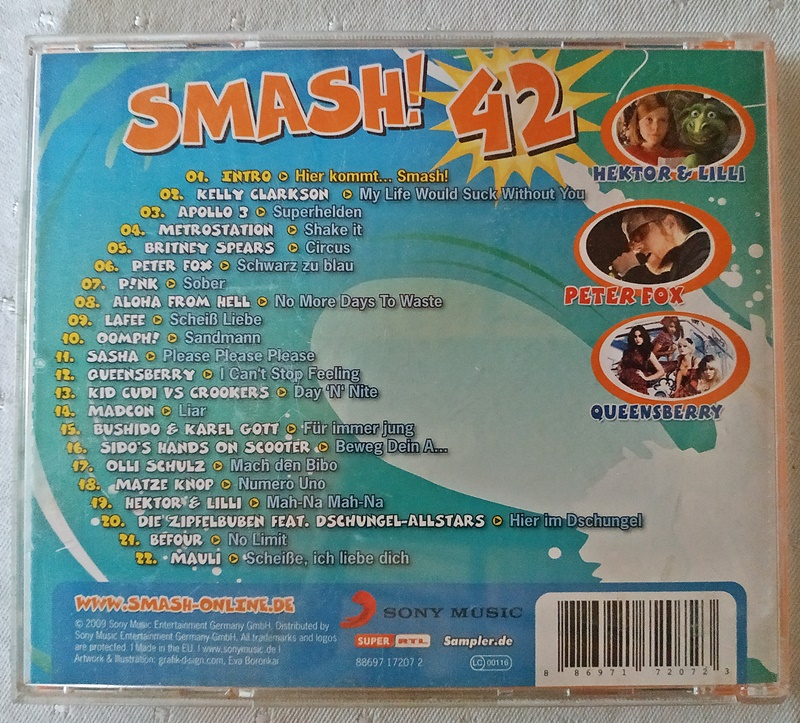 SMASH! 42
01. INTRO Hier kommt... Smash!
02. KELLY CLARKSON My Life Would Suck Without You
03. APOLLO 3 Superhelden
04. METROSTATION Shake it
05. BRITNEY SPEARS Circus
06. PETER FOX Schwarz zu blau
07. P!NK Sober
08. ALOHA FROM HELL No More Days To Waste
09. LAFEE Scheiß Liebe
10. OOMPH! Sandmann
11. SASHA Please Please Please
12. QUEENSBERRY I Can't Stop Feeling
13. KID CUDI VS CROOKERS Day 'N' Nite
14. MADCON Liar
15. BUSHIDO & KAREL GOTT Für immer jung
16. SIDO'S HANDS ON SCOOTER Beweg Dein A...
17. OLLI SCHULZ Mach den Bibo
18. MATZE KNOP Numero Uno
19. HEKTOR & LILLI Mah-Na Mah-Na
20. DIE ZIPFELBUBEN FEAT. DSCHUNGEL-ALLSTARS Hier im Dschungel
21. BEFOUR No Limit
22. MAULI Scheiße, ich liebe dich
HEKTOR & LILLI
PETER FOX
QUEENSBERRY
WWW.SMASH-ONLINE.DE
© 2009 Sony Music Entertainment Germany GmbH. Distributed by
Sony Music Entertainment Germany GmbH. All trademarks and logos
are protected. I Made in the EU. I www.sonymusic.de I
Artwork & Illustration: grafik-d-sign.com, Eva Boronkai
SONY MUSIC
SUPER RTL Sampler.de
88697 17207 2 LC 00116
8 86971 72072 3